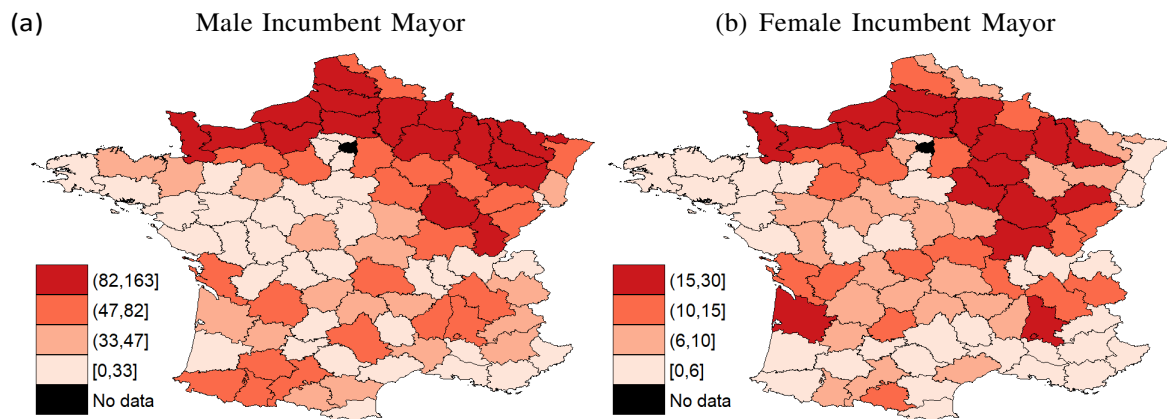 (a) Male Incumbent Mayor
(b) Female Incumbent Mayor
(82,163]
(47,82]
(33,47]
[0,33]
No data
(15,30]
(10,15]
(6,10]
[0,6]
No data